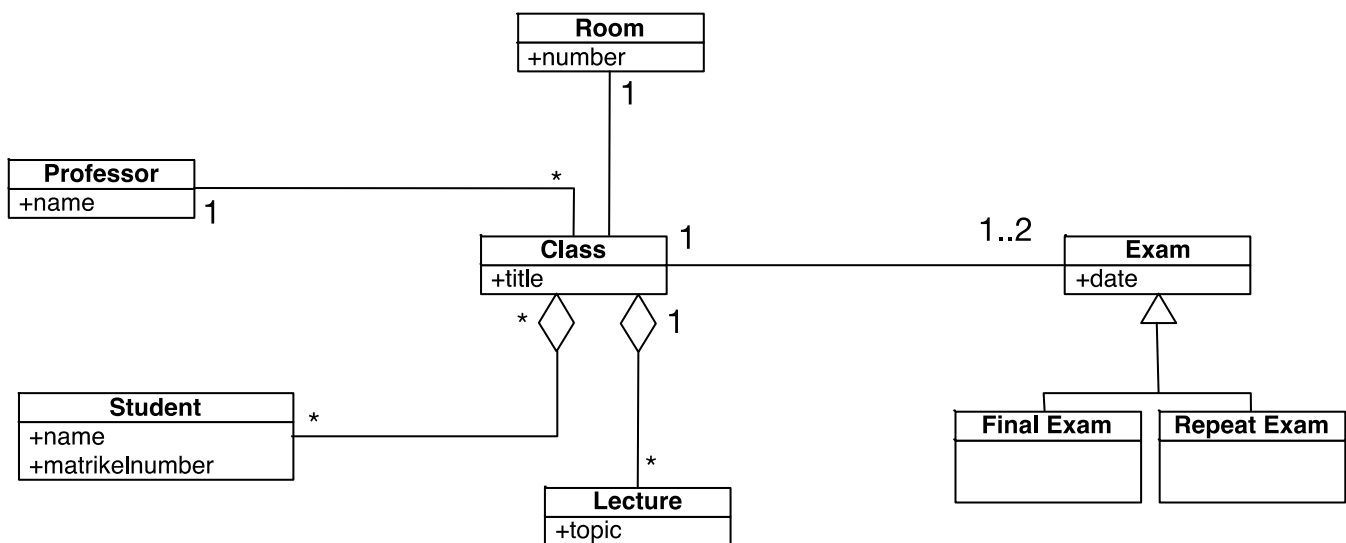 Room
+number
1
Professor
+name
1
*
Class
+title
1
1..2
Exam
+date
*
1
Student
+name
+matrikelnumber
*
*
Lecture
+topic
Final Exam
Repeat Exam